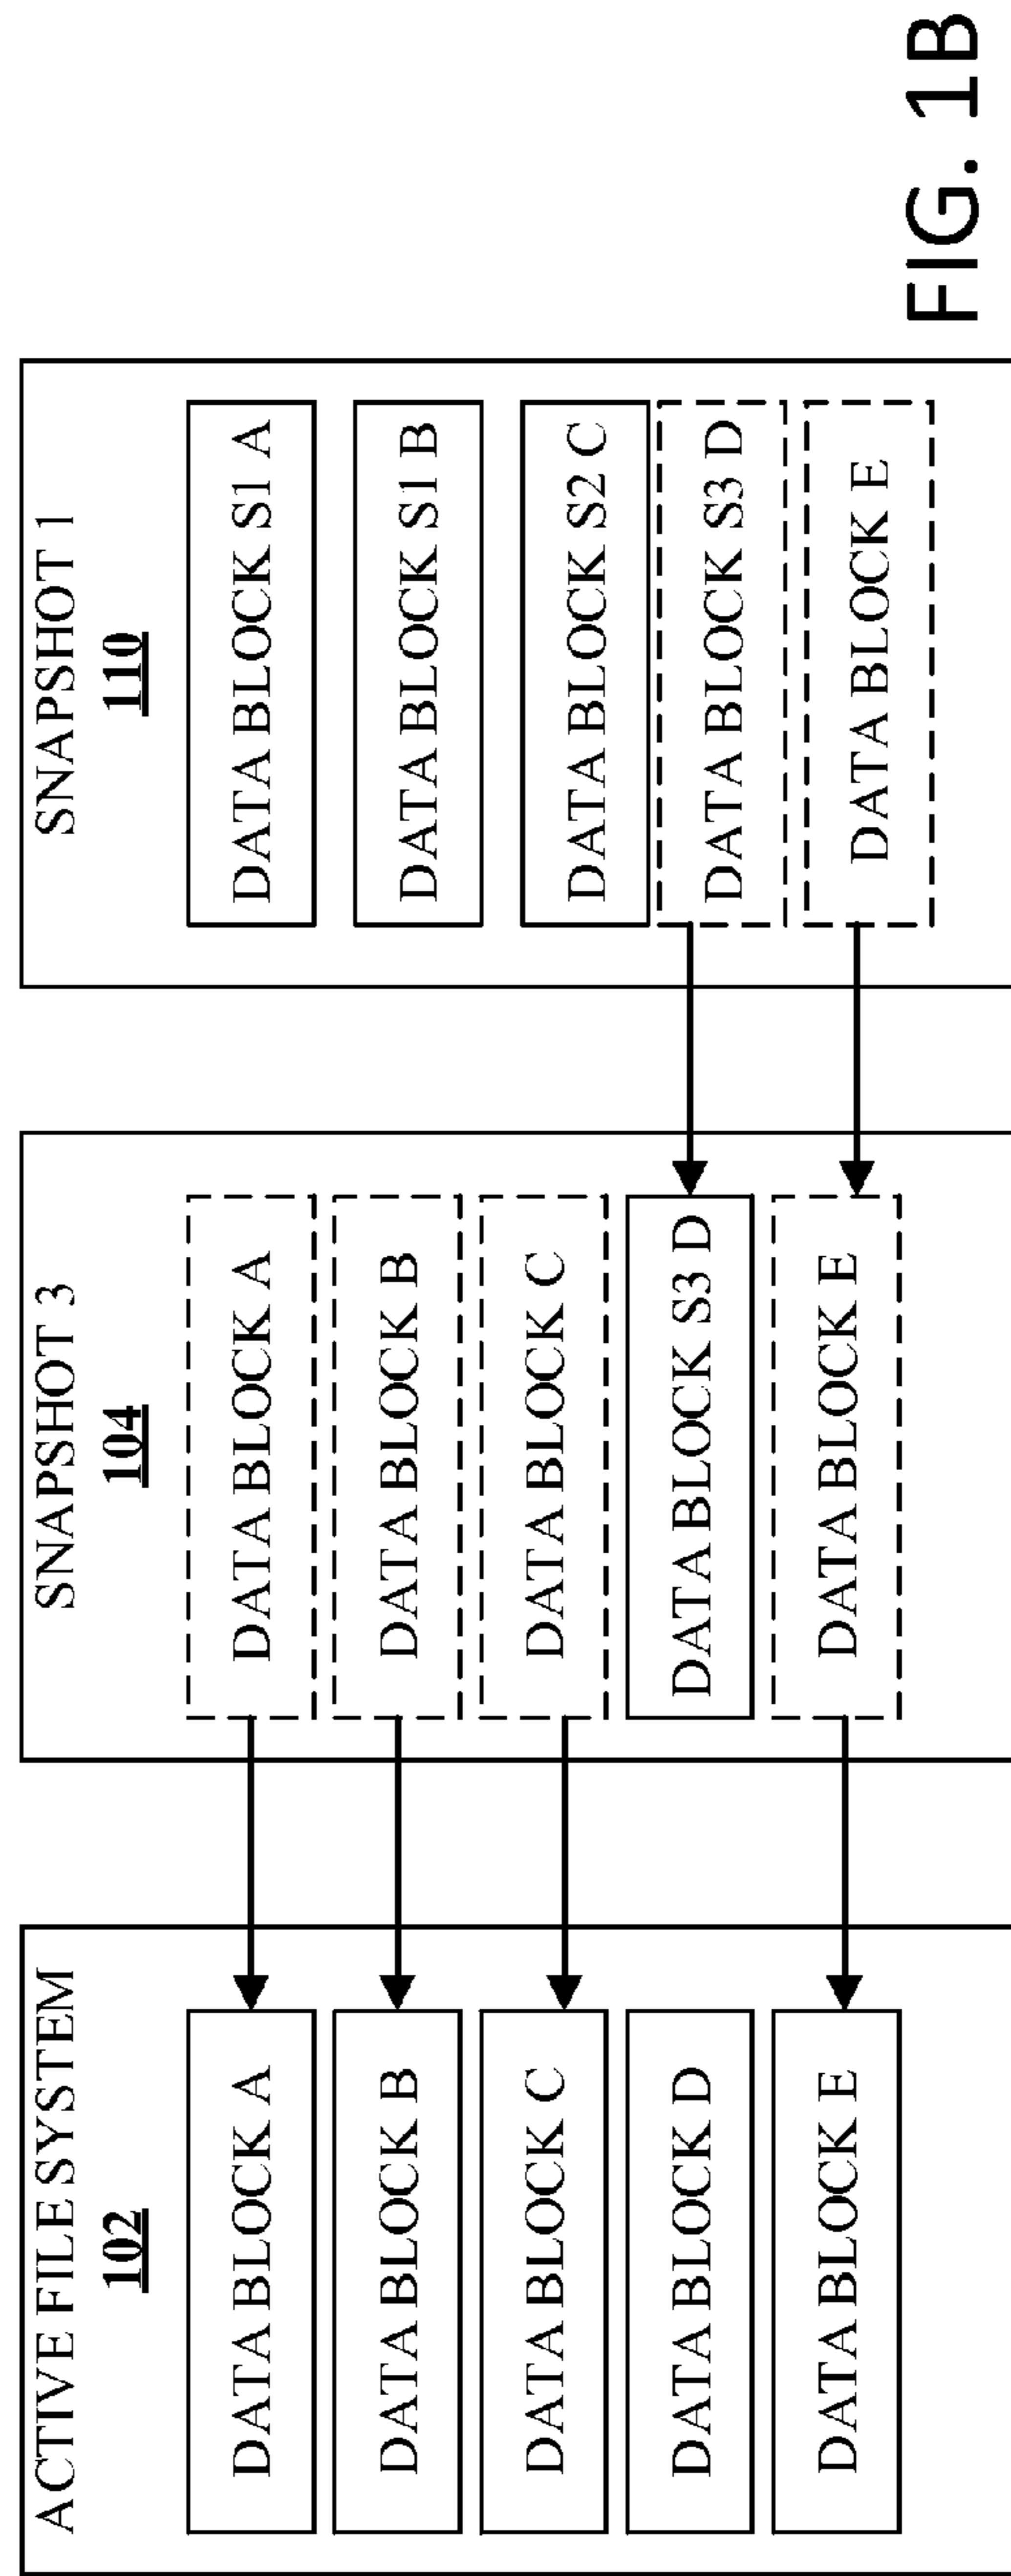 ACTIVE FILE SYSTEM
102
DATA BLOCK A
DATA BLOCK B
DATA BLOCK C
DATA BLOCK D
DATA BLOCK E
SNAPSHOT 3
104
DATA BLOCK A
DATA BLOCK B
DATA BLOCK C
DATA BLOCK S3 D
DATA BLOCK E
SNAPSHOT 1
110
DATA BLOCK S1 A
DATA BLOCK S1 B
DATA BLOCK S2 C
DATA BLOCK S3 D
DATA BLOCK E
FIG. 1B